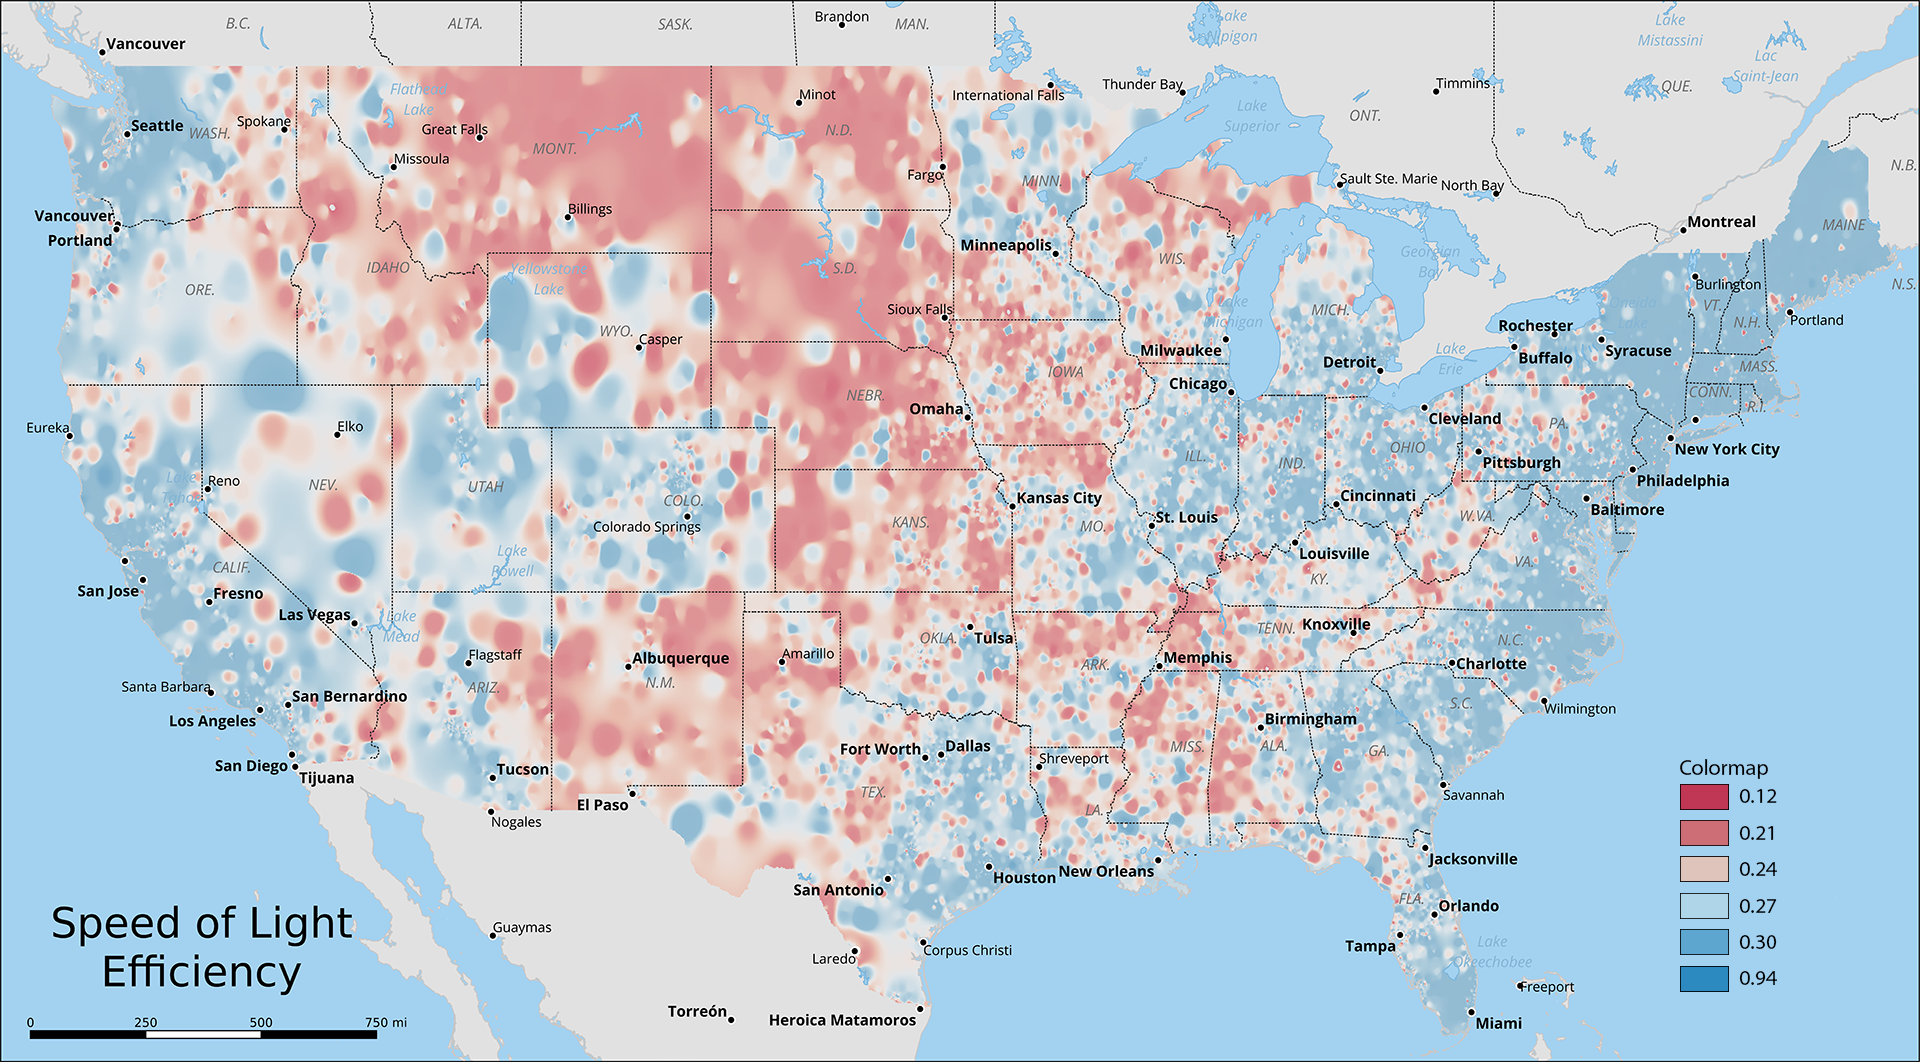 B.C.
ALTA.
SASK.
Brandon
MAN.
Lake
Nipigon
Lake
Mistassini
Lac
Saint-Jean
Vancouver
Thunder Bay
Timmins
QUE.
International Falls
Flathead
Lake
Minot
Lake
Superior
ONT.
Seattle
WASH.
Spokane
Great Falls
N.D.
MONT.
Missoula
Fargo
MINN.
Sault Ste. Marie
North Bay
N.B.
Billings
Vancouver
Portland
Montreal
MAINE
Minneapolis
WIS.
Georgian
Bay
IDAHO
Yellowstone
Lake
S.D.
ORE.
N.S.
Burlington
VT.
Oneida
Lake
Lake
Michigan
MICH.
Sioux Falls
WYO.
Casper
Rochester
N.H.
Portland
Milwaukee
Buffalo
Syracuse
Lake
Erie
Detroit
IOWA
MASS.
Chicago
NEBR.
CONN.
R.I.
Omaha
Cleveland
PA.
Eureka
Elko
OHIO
New York City
ILL.
IND.
Pittsburgh
Lake
Tahoe
Reno
NEV.
UTAH
COLO.
Kansas City
Cincinnati
Philadelphia
Baltimore
Colorado Springs
KANS.
MO.
St. Louis
W.VA.
Lake
Powell
Louisville
VA.
CALIF.
KY.
San Jose
Fresno
Las Vegas
Lake
Mead
OKLA.
Tulsa
TENN.
Knoxville
N.C.
Flagstaff
Albuquerque
Amarillo
ARK.
Memphis
Charlotte
Santa Barbara
San Bernardino
ARIZ.
N.M.
S.C.
Wilmington
Los Angeles
Birmingham
Fort Worth
Dallas
MISS.
ALA.
GA.
San Diego
Tijuana
Tucson
Shreveport
El Paso
TEX.
Savannah
Nogales
LA.
Jacksonville
San Antonio
Houston
New Orleans
FLA.
Orlando
Guaymas
Tampa
Lake
Okeechobee
Corpus Christi
Laredo
Freeport
Torreón
Heroica Matamoros
Miami
Colormap
0.12
0.21
0.24
0.27
0.30
0.94
Speed of Light
Efficiency
0 250 500 750 mi